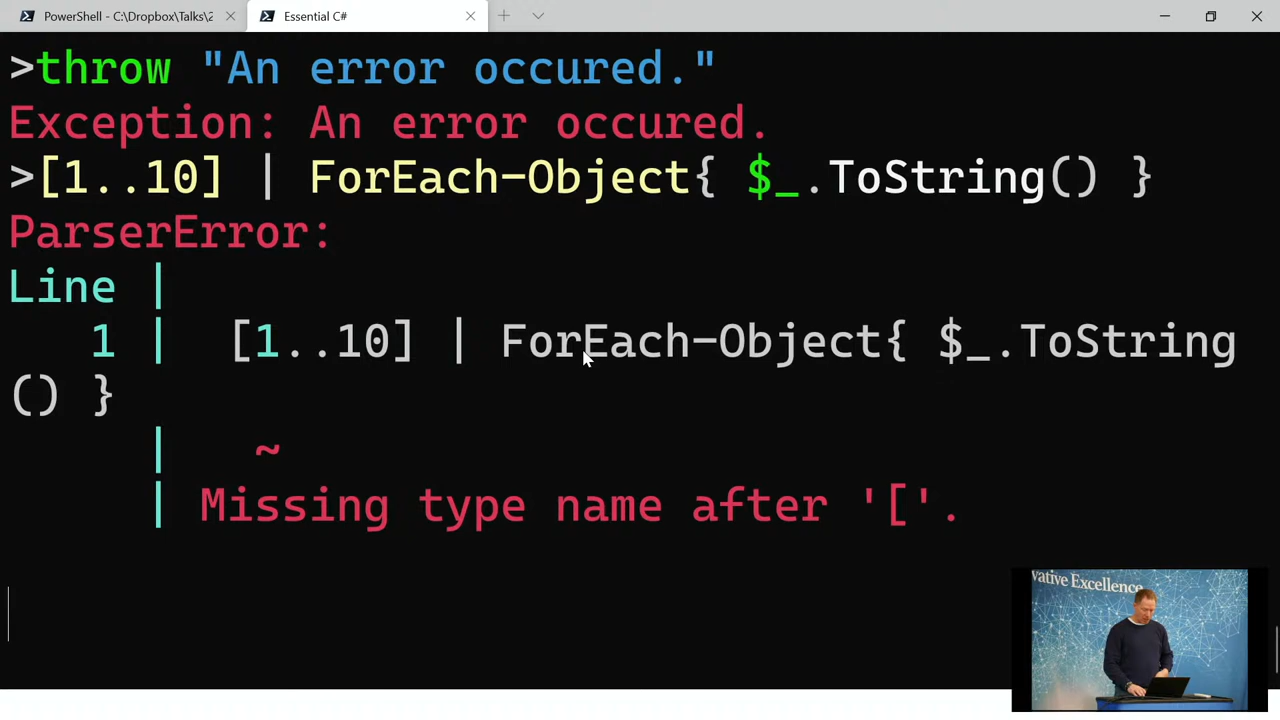 PowerShell - C:\Dropbox\Talks\2
Essential C#
>throw "An error occured."
Exception: An error occured.
>[1..10] | ForEach-Object{ $_.ToString() }
ParserError:
Line |
1 | [1..10] | ForEach-Object{ $_.ToString
() }
| ~
| Missing type name after '['.
vative Excellence